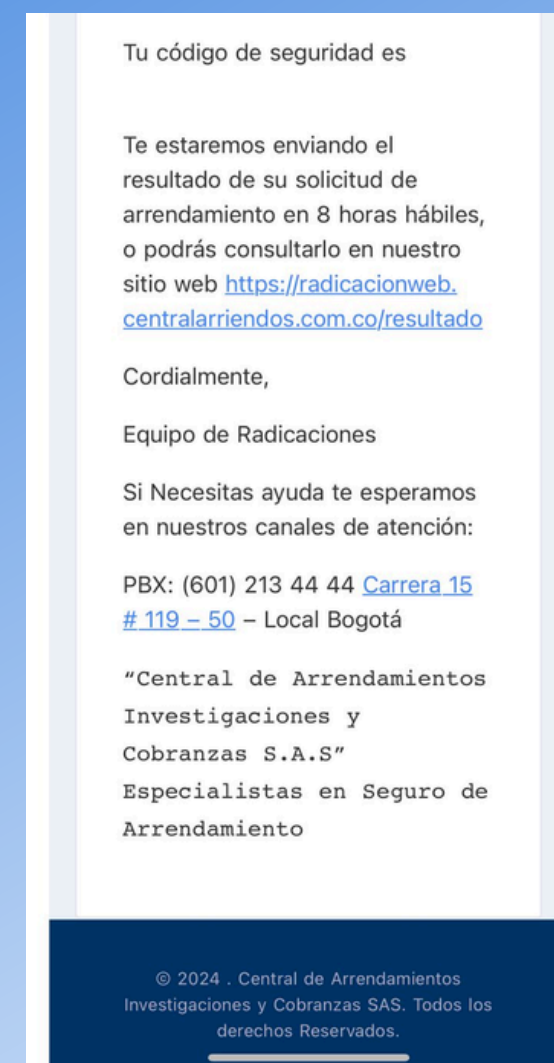 Tu código de seguridad es
Te estaremos enviando el
resultado de su solicitud de
arrendamiento en 8 horas hábiles,
o podrás consultarlo en nuestro
sitio web https://radicacionweb.
centralarriendos.com.co/resultado
Cordialmente,
Equipo de Radicaciones
Si Necesitas ayuda te esperamos
en nuestros canales de atención:
PBX: (601) 213 44 44 Carrera 15
# 119 – 50 – Local Bogotá
“Central de Arrendamientos
Investigaciones y
Cobranzas S.A.S”
Especialistas en Seguro de
Arrendamiento
© 2024 . Central de Arrendamientos
Investigaciones y Cobranzas SAS. Todos los
derechos Reservados.